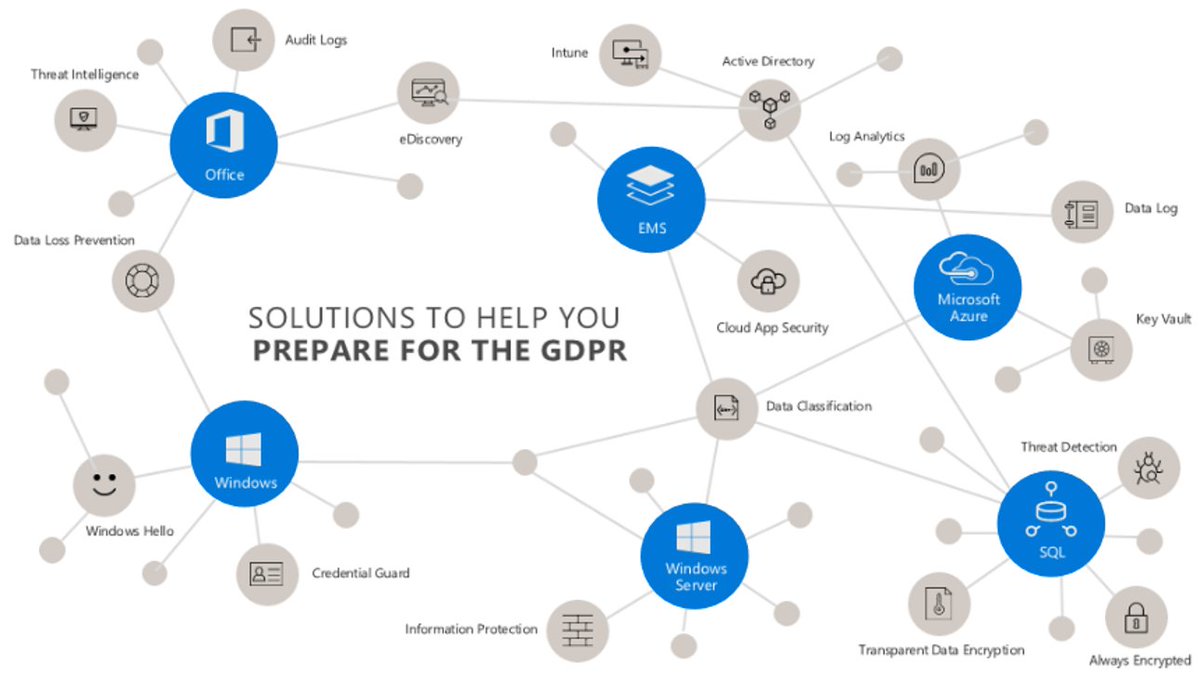 Audit Logs
Intune
Active Directory
Threat Intelligence
eDiscovery
Log Analytics
Office
EMS
Data Log
Data Loss Prevention
Microsoft
Azure
SOLUTIONS TO HELP YOU
PREPARE FOR THE GDPR
Cloud App Security
Key Vault
Data Classification
Threat Detection
Windows
Windows Hello
SQL
Credential Guard
Windows
Server
Information Protection
Transparent Data Encryption
Always Encrypted